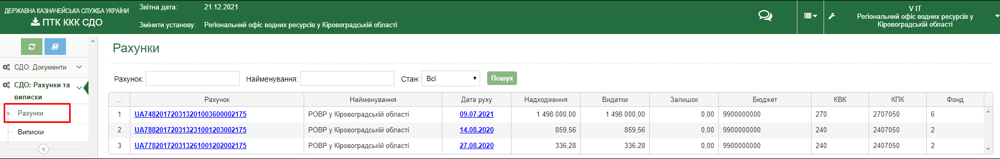 ДЕРЖАВНА КАЗНАЧЕЙСЬКА СЛУЖБА УКРАЇНИ
ПТК ККК СДО
Звітна дата: 21.12.2021
Змінити установу: Регіональний офіс водних ресурсів у Кіровоградській області
V IT
Регіональний офіс водних ресурсів у
Кіровоградській області
СДО: Документи
СДО: Рахунки та
виписки
Рахунки
Виписки
Рахунки
Рахунок: Найменування: Стан: Всі Пошук
... Рахунок Найменування Дата руху Надходження Видатки Залишок Бюджет КВК КПК Фонд
1 UA748201720313201003600002175 РОВР у Кіровоградській області 09.07.2021 1 498 000,00 1 498 000,00 0,00 9900000000 270 2707050 6
2 UA788201720313231001203002175 РОВР у Кіровоградській області 14.08.2020 859,56 859,56 0,00 9900000000 240 2407050 2
3 UA778201720313261001202002175 РОВР у Кіровоградській області 27.08.2020 336,28 336,28 0,00 9900000000 240 2407050 2